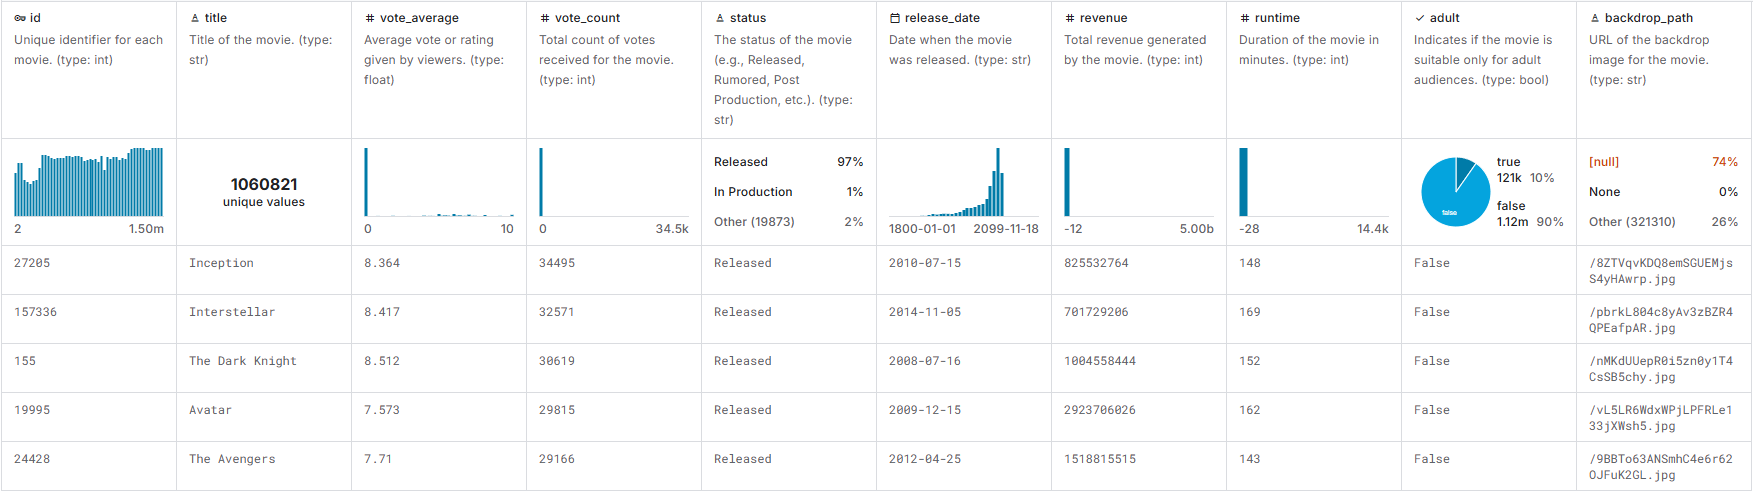 id
Unique identifier for each
movie. (type: int)
title
Title of the movie. (type:
str)
vote_average
Average vote or rating
given by viewers. (type:
float)
vote_count
Total count of votes
received for the movie.
(type: int)
status
The status of the movie
(e.g., Released,
Rumored, Post
Production, etc.). (type:
str)
release_date
Date when the movie
was released. (type: str)
revenue
Total revenue generated
by the movie. (type: int)
runtime
Duration of the movie in
minutes. (type: int)
adult
Indicates if the movie is
suitable only for adult
audiences. (type: bool)
backdrop_path
URL of the backdrop
image for the movie.
(type: str)
2 1.50m
1060821
unique values
0 10
0 34.5k
Released 97%
In Production 1%
Other (19873) 2%
1800-01-01 2099-11-18
-12 5.00b
-28 14.4k
false
true
121k 10%
false
1.12m 90%
[null] 74%
None 0%
Other (321310) 26%
27205 Inception 8.364 34495 Released 2010-07-15 825532764 148 False /8ZTVqvKDQ8emSGUEMjs
S4yHAwrp.jpg
157336 Interstellar 8.417 32571 Released 2014-11-05 701729206 169 False /pbrkL804c8yAv3zBZR4
QPEafpAR.jpg
155 The Dark Knight 8.512 30619 Released 2008-07-16 1004558444 152 False /nMKdUUepR0i5zn0y1T4
CsSB5chy.jpg
19995 Avatar 7.573 29815 Released 2009-12-15 2923706026 162 False /vL5LR6WdxWPjLPFRLe1
33jXWsh5.jpg
24428 The Avengers 7.71 29166 Released 2012-04-25 1518815515 143 False /9BBTo63ANSmhC4e6r62
OJFuK2GL.jpg